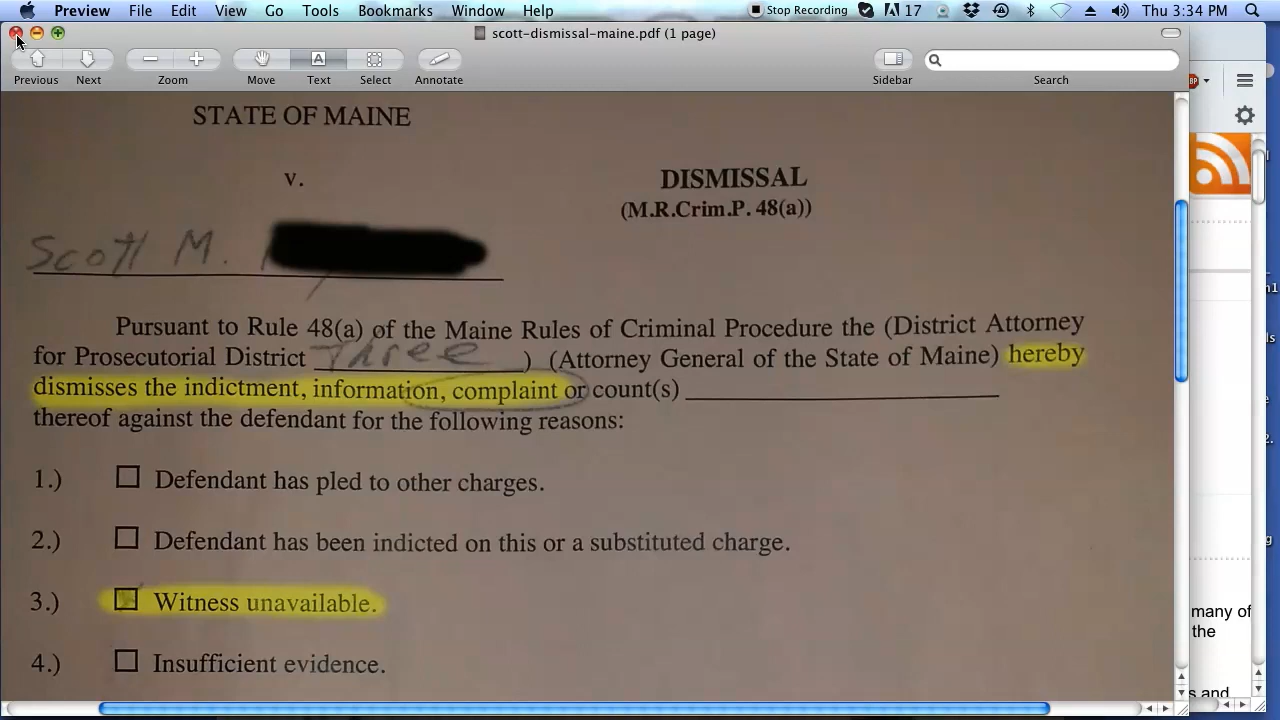 Preview File Edit View Go Tools Bookmarks Window Help Stop Recording 17 Thu 3:34 PM
scott-dismissal-maine.pdf (1 page)
Previous Next Zoom Move Text Select Annotate Sidebar Search
STATE OF MAINE
v.
DISMISSAL
(M.R.Crim.P. 48(a))
Scott M.
Pursuant to Rule 48(a) of the Maine Rules of Criminal Procedure the (District Attorney
for Prosecutorial District Three ) (Attorney General of the State of Maine) hereby
dismisses the indictment, information, complaint or count(s)
thereof against the defendant for the following reasons:
1.) Defendant has pled to other charges.
2.) Defendant has been indicted on this or a substituted charge.
3.) Witness unavailable.
4.) Insufficient evidence.
many of
the
s and